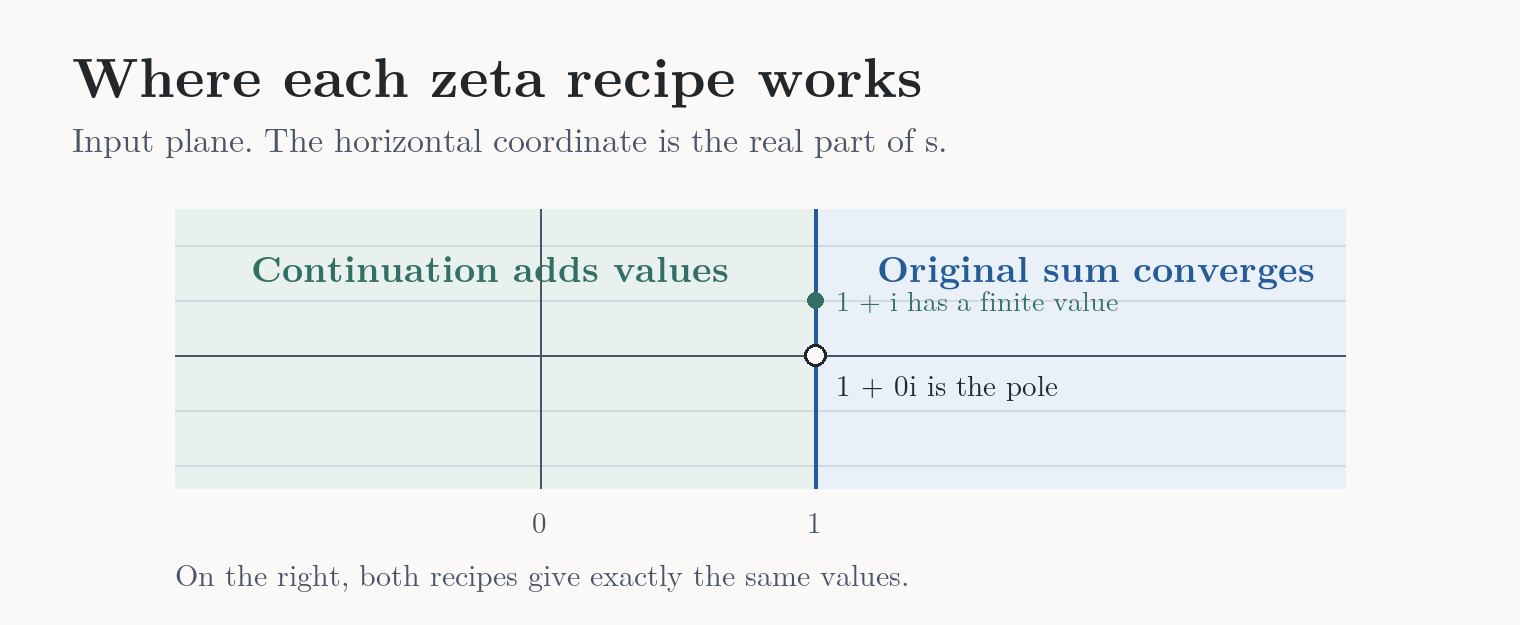 Where each zeta recipe works
Input plane. The horizontal coordinate is the real part of s.
Continuation adds values
Original sum converges
1 + i has a finite value
1 + 0i is the pole
0
1
On the right, both recipes give exactly the same values.